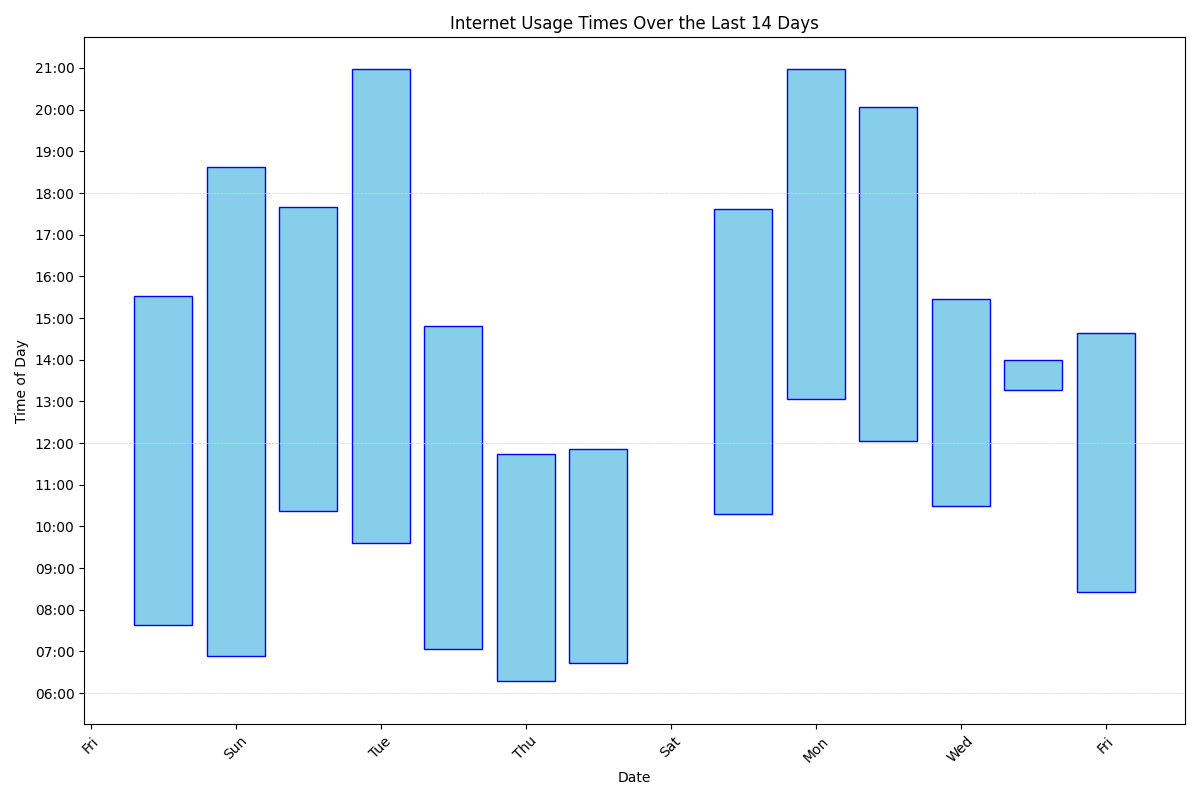 Internet Usage Times Over the Last 14 Days
21:00
20:00
19:00
18:00
17:00
16:00
15:00
14:00
13:00
12:00
11:00
10:00
09:00
08:00
07:00
06:00
Time of Day
Fri
Sun
Tue
Thu
Sat
Mon
Wed
Fri
Date